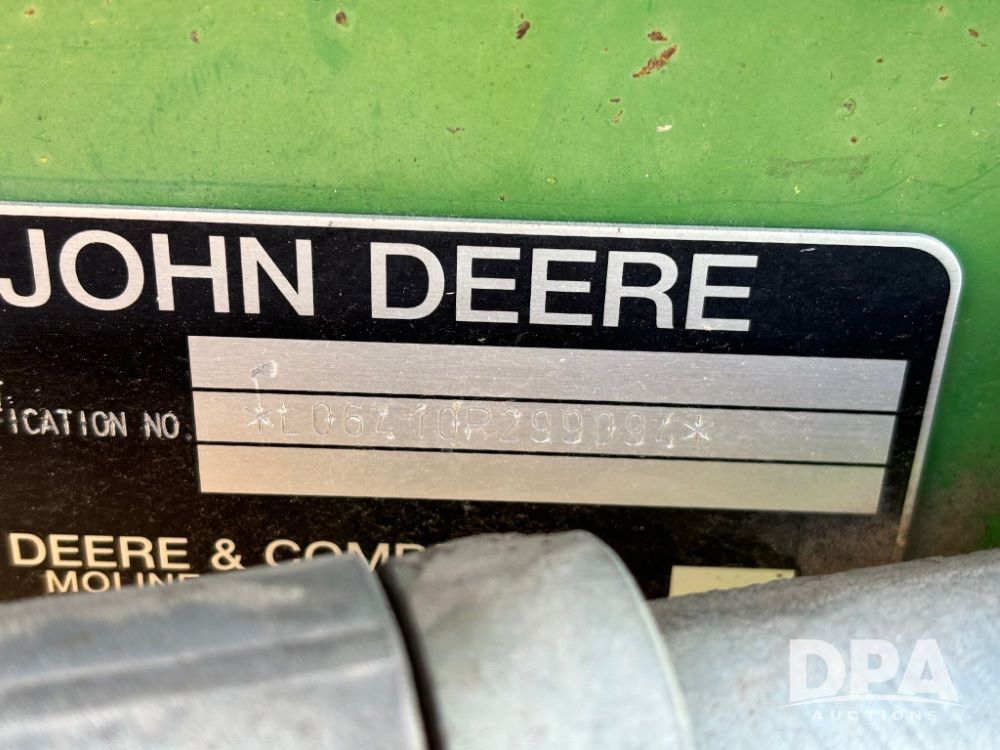 JOHN DEERE
FICATION NO. *L06410P299094*
DEERE & COMP
MOLINE
DPA
AUCTIONS